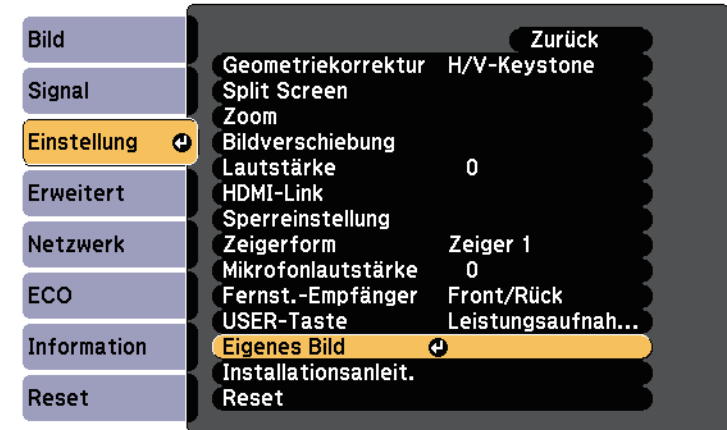 Bild
Signal
Einstellung
Erweitert
Netzwerk
ECO
Information
Reset
Zurück
Geometriekorrektur H/V-Keystone
Split Screen
Zoom
Bildverschiebung
Lautstärke 0
HDMI-Link
Sperreinstellung
Zeigerform Zeiger 1
Mikrofonlautstärke 0
Fernst.-Empfänger Front/Rück
USER-Taste Leistungsaufnah...
Eigenes Bild
Installationsanleit.
Reset